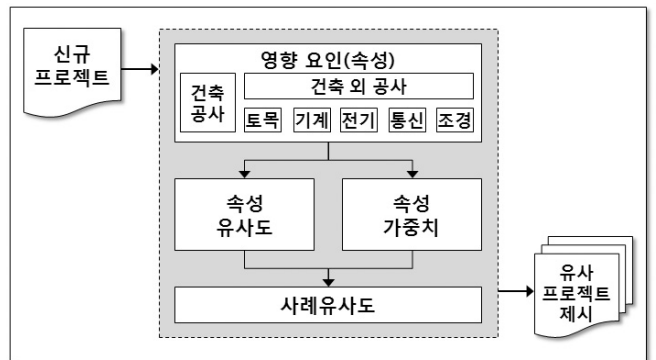 신규
프로젝트
영향 요인(속성)
건축
공사
건축 외 공사
토목 기계 전기 통신 조경
속성
유사도
속성
가중치
사례유사도
유사
프로젝트
제시